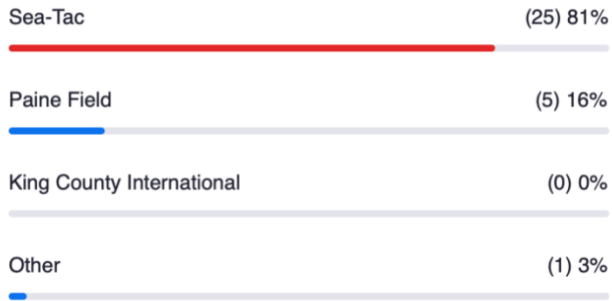 Sea-Tac (25) 81%
Paine Field (5) 16%
King County International (0) 0%
Other (1) 3%